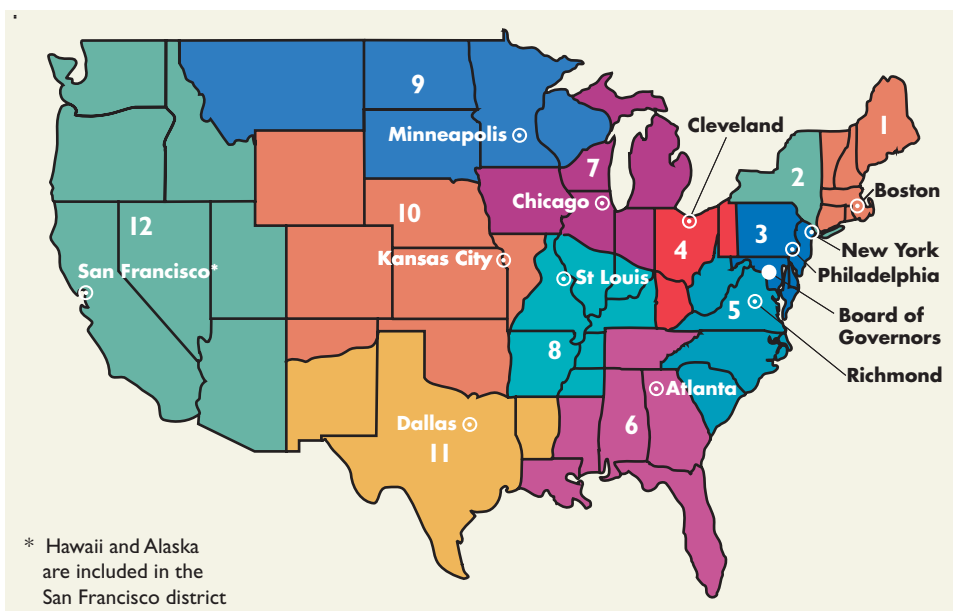 9
1
Minneapolis
Cleveland
7
2
Chicago
Boston
10
12
4
3
New York
San Francisco*
Kansas City
St Louis
Philadelphia
5
Board of
Governors
8
Richmond
Atlanta
Dallas
6
11
* Hawaii and Alaska
are included in the
San Francisco district